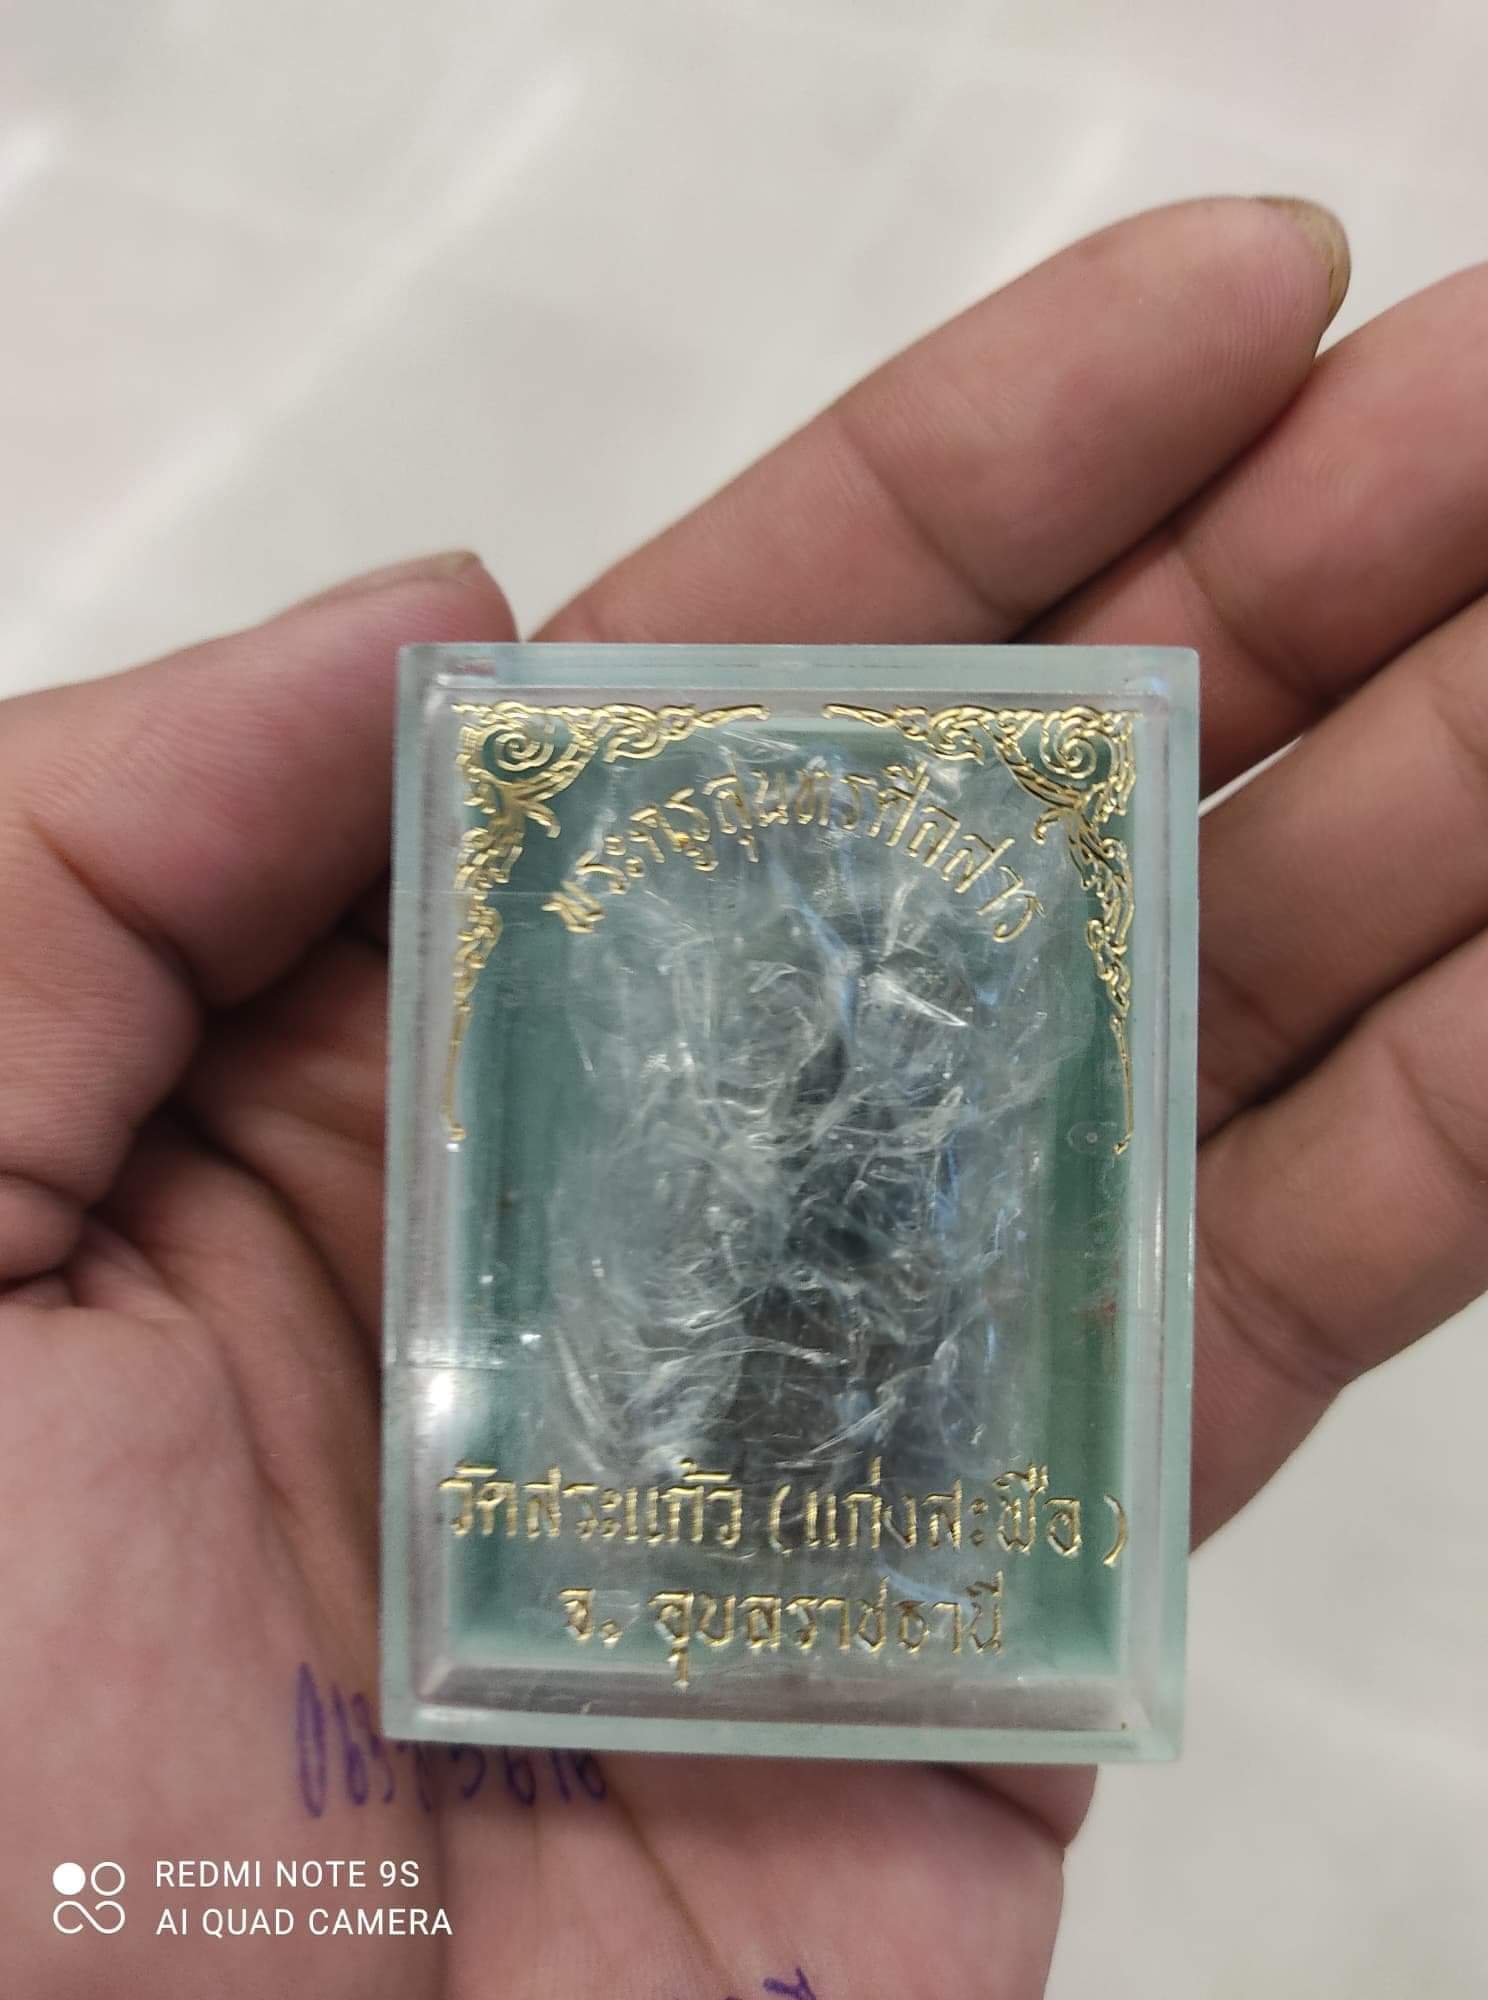 พระครูสุนทรศีลสาร
วัดสระแก้ว (แก่งสะพือ)
จ. อุบลราชธานี
REDMI NOTE 9S
AI QUAD CAMERA